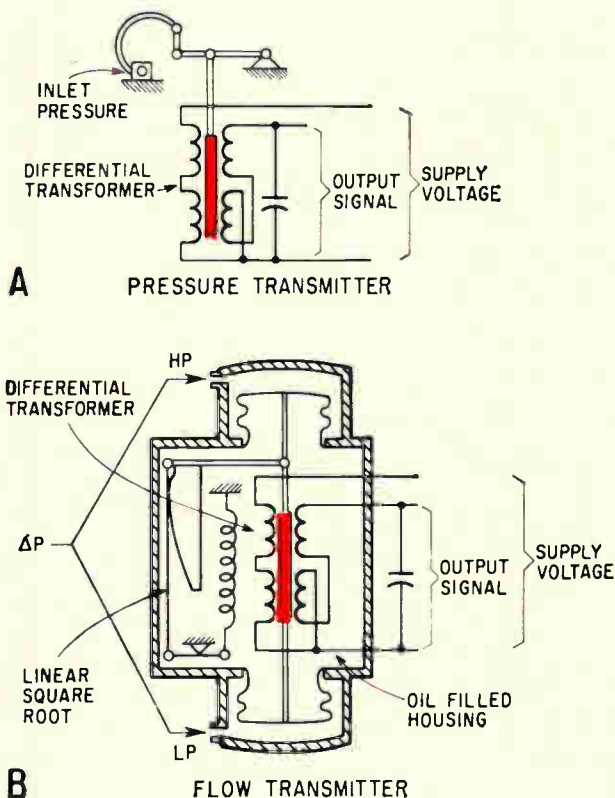 INLET
PRESSURE
DIFFERENTIAL
TRANSFORMER
OUTPUT
SIGNAL
SUPPLY
VOLTAGE
A
PRESSURE TRANSMITTER
HP
DIFFERENTIAL
TRANSFORMER
ΔP
OUTPUT
SIGNAL
SUPPLY
VOLTAGE
LINEAR
SQUARE
ROOT
OIL FILLED
HOUSING
LP
B
FLOW TRANSMITTER